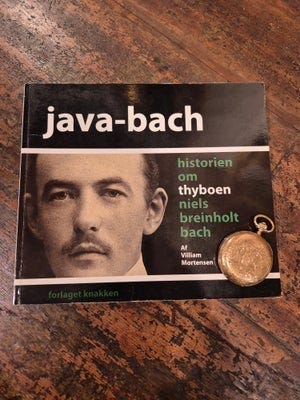 java-bach
historien
om
thyboen
niels
breinholt
bach
Af
Villiam
Mortensen
forlaget knakken